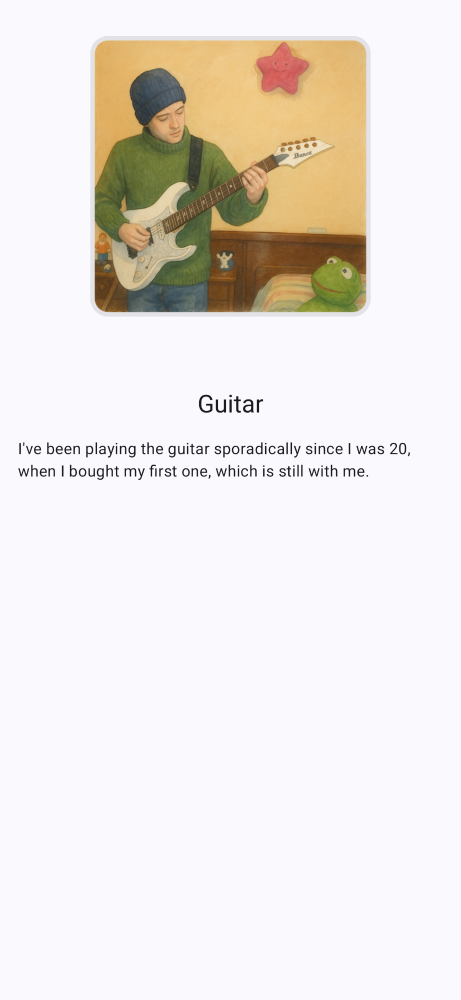 Ibanez
Guitar
I've been playing the guitar sporadically since I was 20,
when I bought my first one, which is still with me.